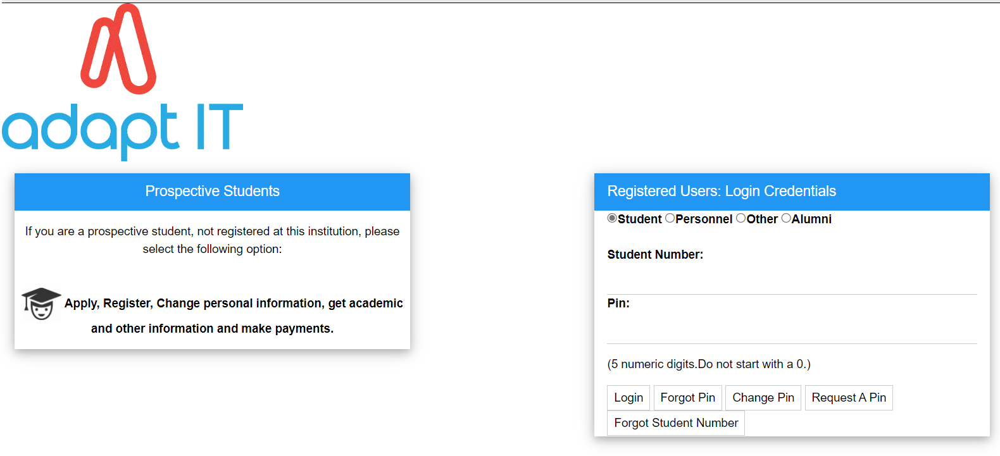 adapt IT
Prospective Students
If you are a prospective student, not registered at this institution, please
select the following option:
Apply, Register, Change personal information, get academic
and other information and make payments.
Registered Users: Login Credentials
Student Personnel Other Alumni
Student Number:
Pin:
(5 numeric digits.Do not start with a 0.)
Login Forgot Pin Change Pin Request A Pin
Forgot Student Number